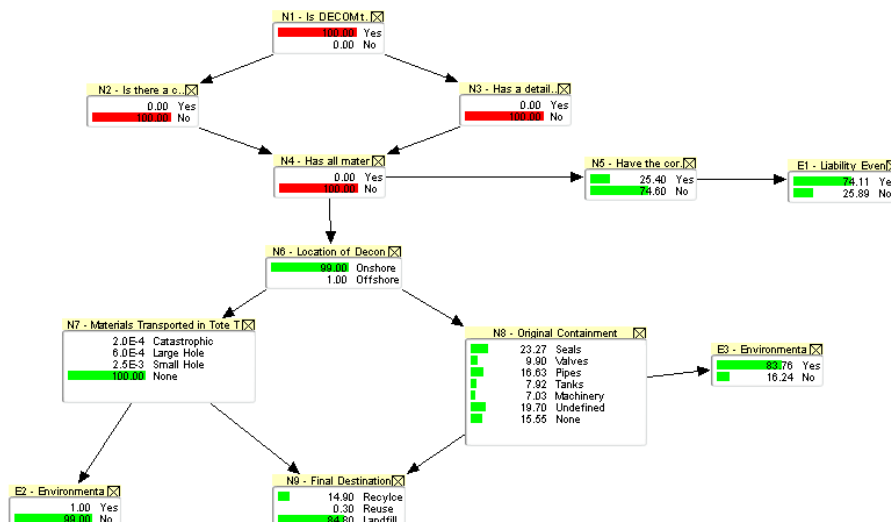 N1 - Is DECOMt.
100.00 Yes
0.00 No
N2 - Is there a c..
0.00 Yes
100.00 No
N3 - Has a detail..
0.00 Yes
100.00 No
N4 - Has all mater
0.00 Yes
100.00 No
N5 - Have the cor.
25.40 Yes
74.60 No
E1 - Liability Even
74.11 Ye
25.89 No
N6 - Location of Decon
99.00 Onshore
1.00 Offshore
N7 - Materials Transported in Tote T
2.0E-4 Catastrophic
6.0E-4 Large Hole
2.5E-3 Small Hole
100.00 None
N8 - Original Containment
23.27 Seals
9.90 Valves
16.63 Pipes
7.92 Tanks
7.03 Machinery
19.70 Undefined
15.55 None
E3 - Environmenta
83.76 Yes
16.24 No
E2 - Environmenta
1.00 Yes
99.00 No
N9 - Final Destination
14.90 Recylce
0.30 Reuse
84.80 Landfill